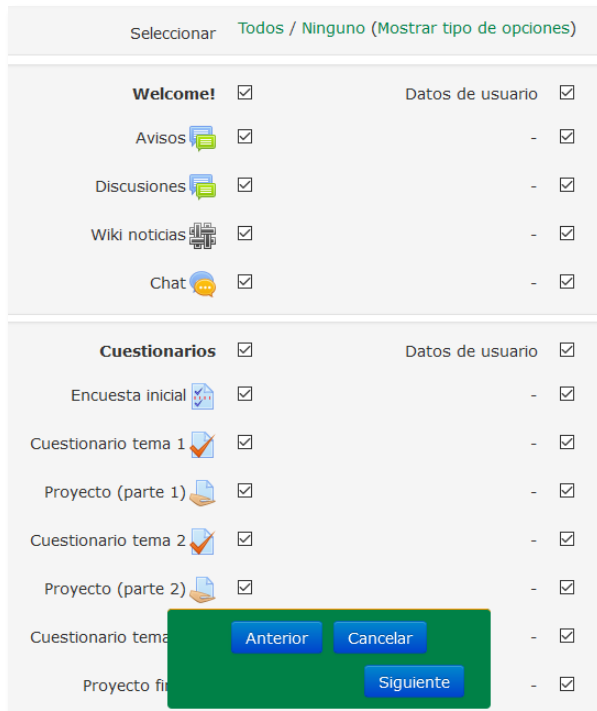 Seleccionar Todos / Ninguno (Mostrar tipo de opciones)
Welcome! Datos de usuario
Avisos -
Discusiones -
Wiki noticias -
Chat -
Cuestionarios Datos de usuario
Encuesta inicial -
Cuestionario tema 1 -
Proyecto (parte 1) -
Cuestionario tema 2 -
Proyecto (parte 2) -
Cuestionario tema -
Anterior Cancelar
Proyecto -
Siguiente